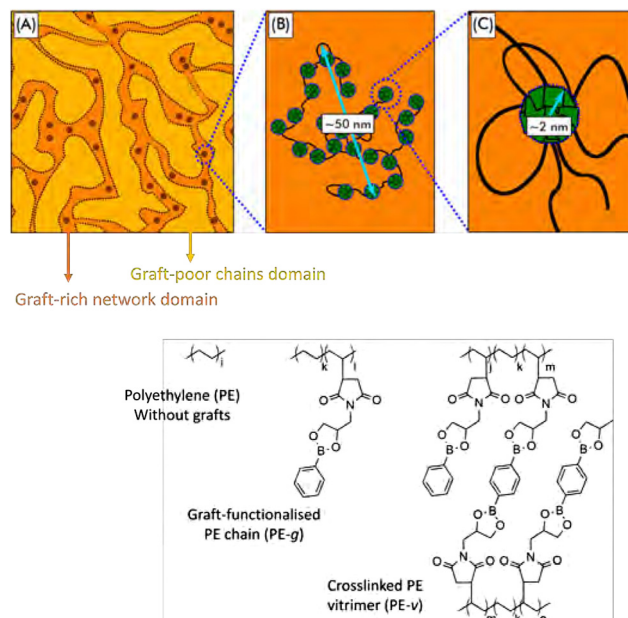 (A)
(B)
(C)
~50 nm
~2 nm
Graft-poor chains domain
Graft-rich network domain
j
k
l
j
k
m
Polyethylene (PE)
Without grafts
O
N
O
O
N
O
O
N
O
O
O
B
O
O
B
O
O
B
O
O
B
Graft-functionalised
PE chain (PE-g)
B
O
O
B
O
O
O
N
O
O
N
O
Crosslinked PE
vitrimer (PE-v)
m